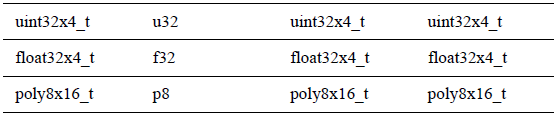 uint32x4_t u32 uint32x4_t uint32x4_t
float32x4_t f32 float32x4_t float32x4_t
poly8x16_t p8 poly8x16_t poly8x16_t